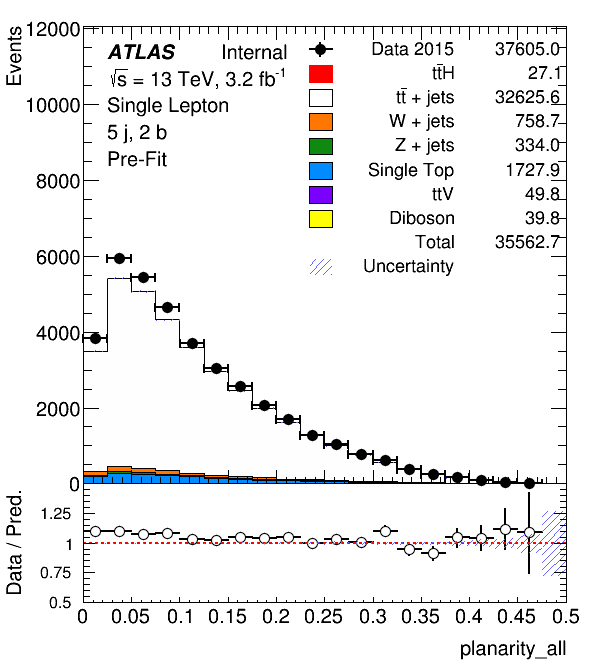 Events
12000
10000
8000
6000
4000
2000
0
ATLAS Internal
√s = 13 TeV, 3.2 fb⁻¹
Single Lepton
5 j, 2 b
Pre-Fit
Data 2015 37605.0
tt̄H 27.1
tt̄ + jets 32625.6
W + jets 758.7
Z + jets 334.0
Single Top 1727.9
ttV 49.8
Diboson 39.8
Total 35562.7
Uncertainty
Data / Pred.
1.25
1
0.75
0.5
0 0.05 0.1 0.15 0.2 0.25 0.3 0.35 0.4 0.45 0.5
planarity_all